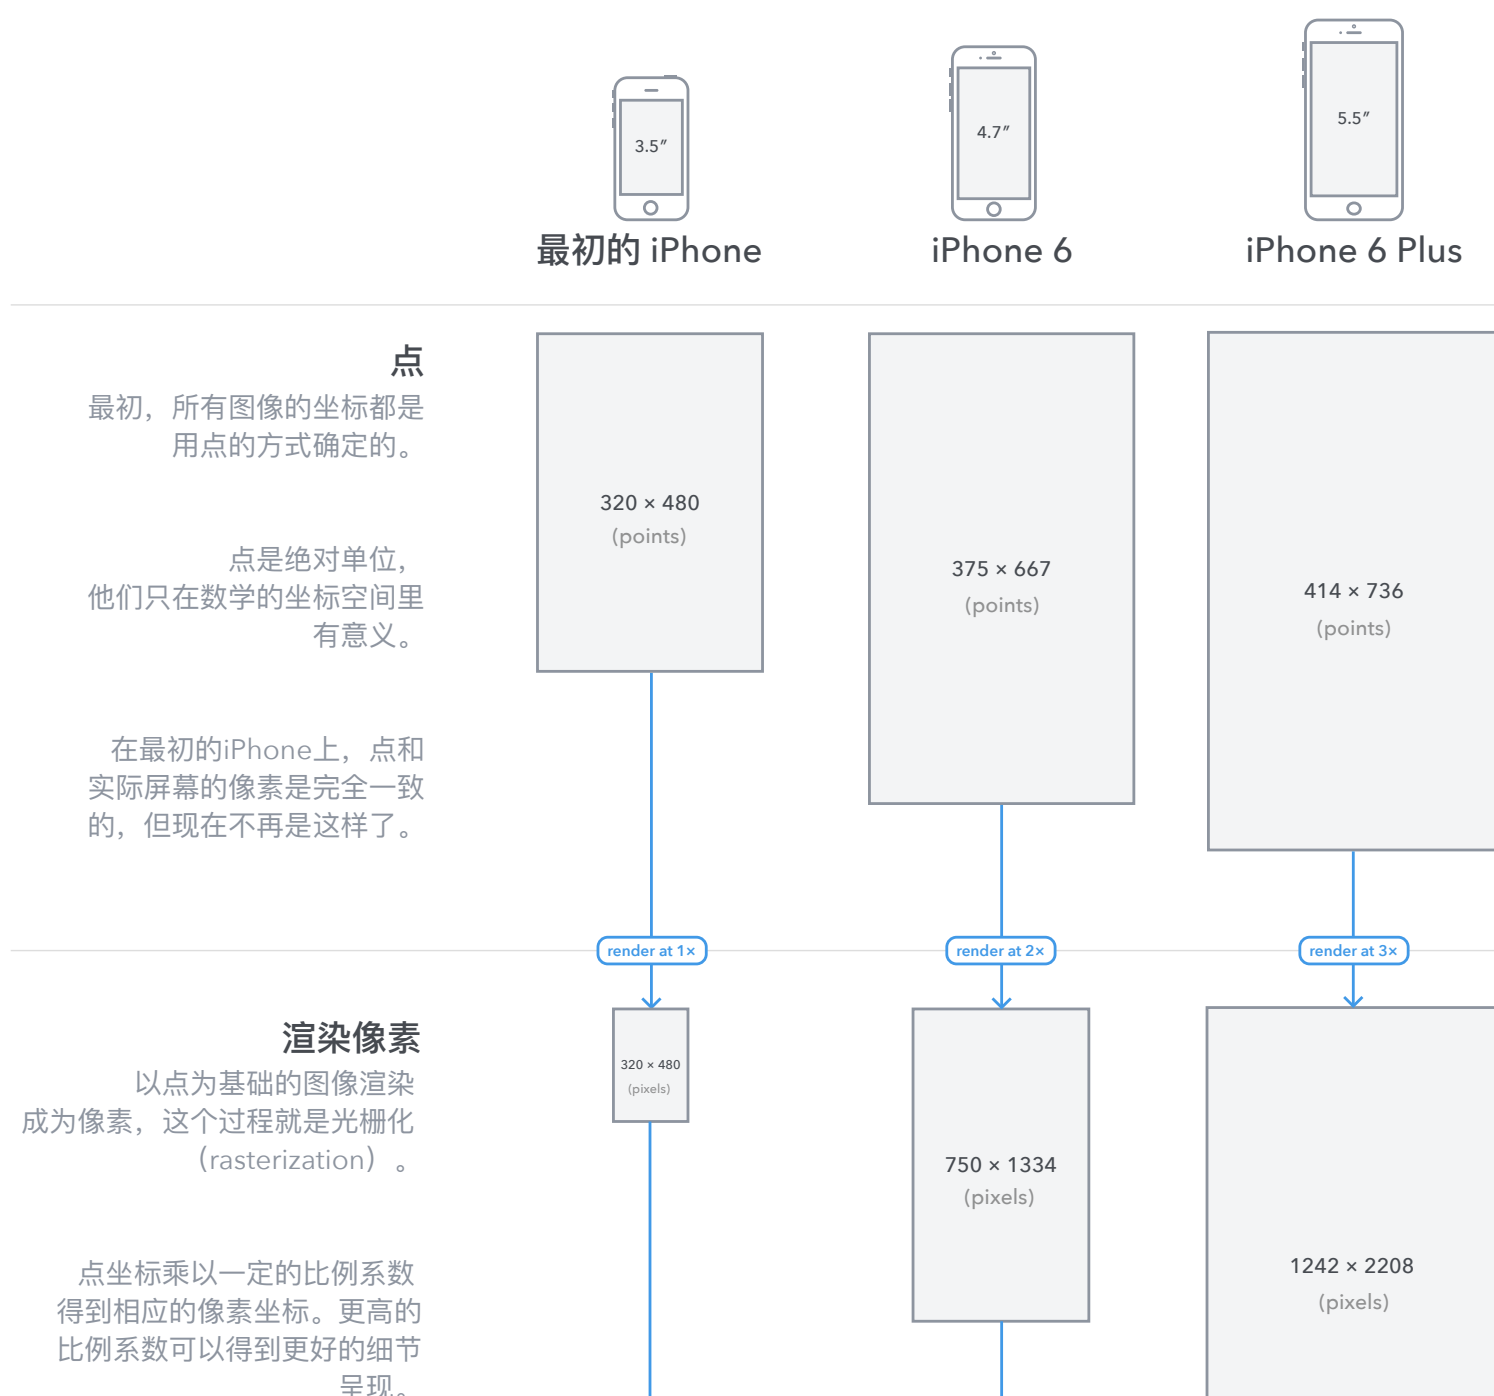 3.5″
4.7″
5.5″
最初的 iPhone
iPhone 6
iPhone 6 Plus
点
最初，所有图像的坐标都是
用点的方式确定的。
点是绝对单位，
他们只在数学的坐标空间里
有意义。
在最初的iPhone上，点和
实际屏幕的像素是完全一致
的，但现在不再是这样了。
320 × 480
(points)
375 × 667
(points)
414 × 736
(points)
render at 1×
render at 2×
render at 3×
渲染像素
以点为基础的图像渲染
成为像素，这个过程就是光栅化
（rasterization）。
点坐标乘以一定的比例系数
得到相应的像素坐标。更高的
比例系数可以得到更好的细节
呈现。
320 × 480
(pixels)
750 × 1334
(pixels)
1242 × 2208
(pixels)